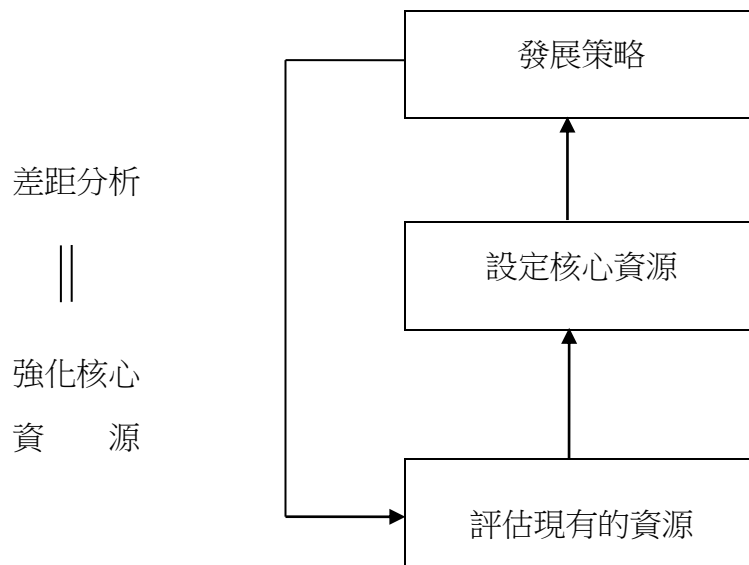 發展策略
差距分析
設定核心資源
強化核心
資 源
評估現有的資源